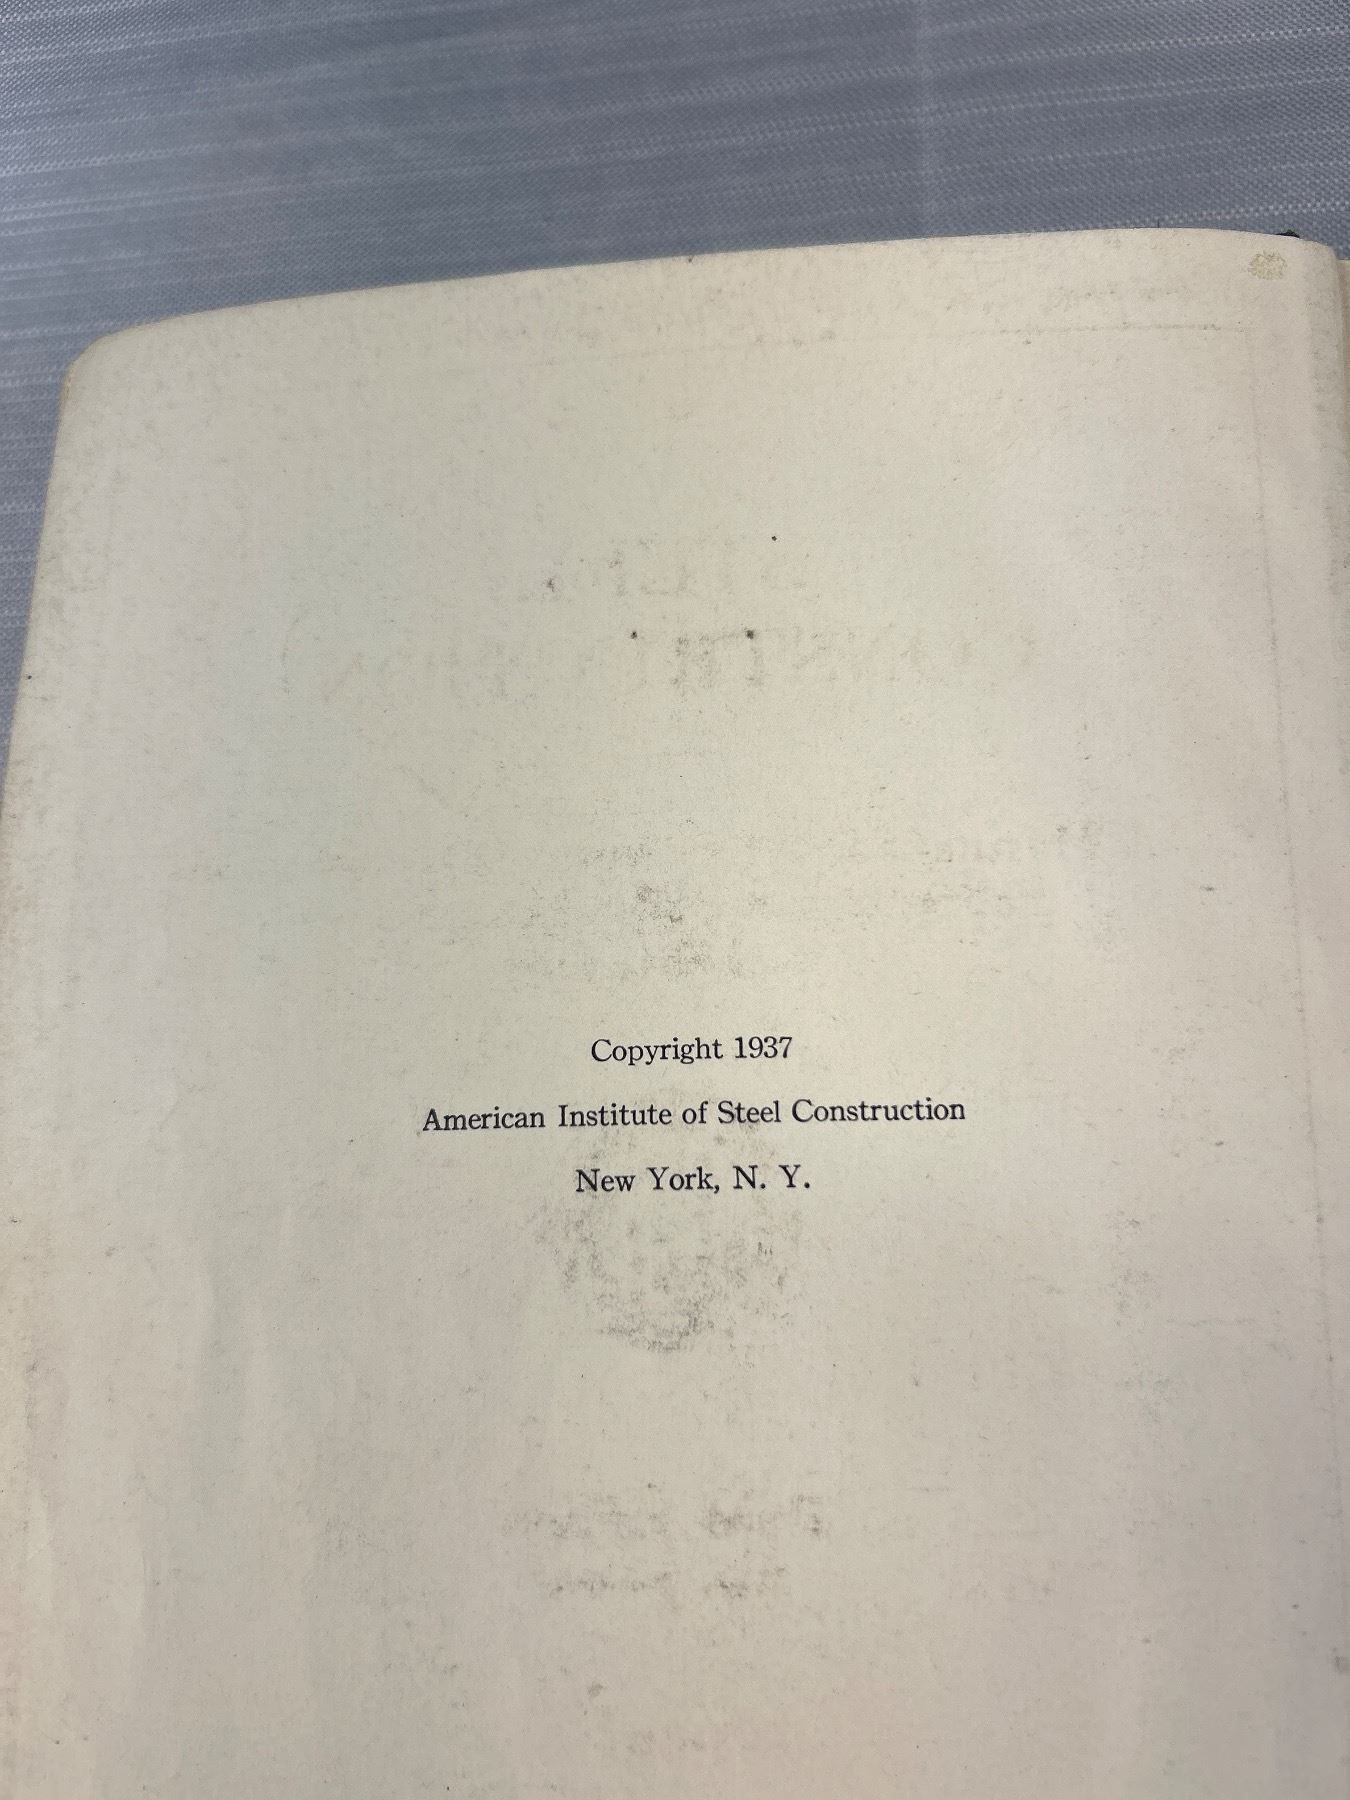 Copyright 1937
American Institute of Steel Construction
New York, N. Y.